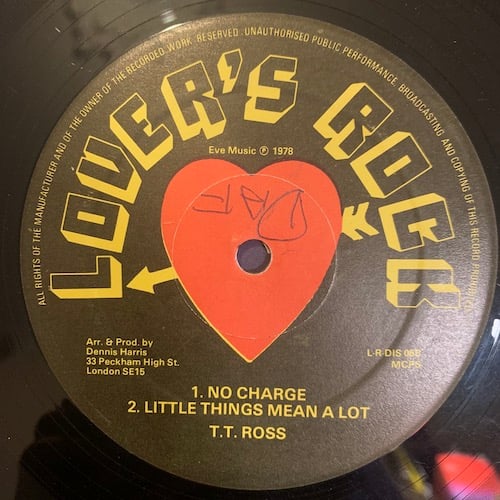 ALL RIGHTS OF THE MANUFACTURER AND OF THE OWNER OF THE RECORDED WORK RESERVED. UNAUTHORISED PUBLIC PERFORMANCE, BROADCASTING AND COPYING OF THIS RECORD PROHIBITED
LOVER'S ROCK
Eve Music ℗ 1978
Arr. & Prod. by
Dennis Harris
33 Peckham High St.
London SE15
L-R-DIS
MCPS
1. NO CHARGE
2. LITTLE THINGS MEAN A LOT
T.T. ROSS